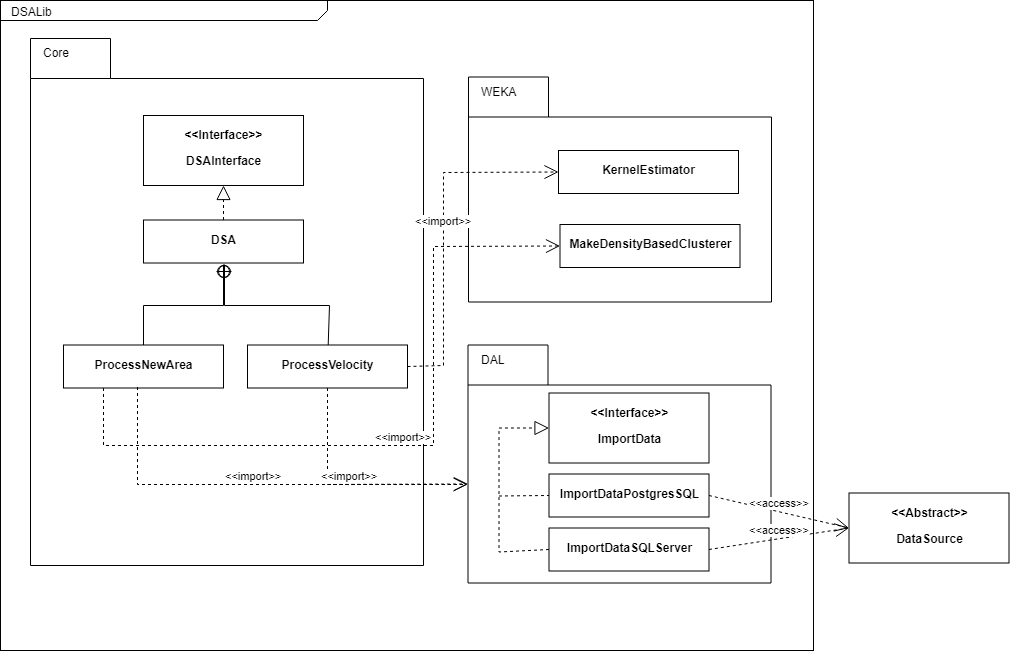 DSALib
Core
<<Interface>>
DSAInterface
DSA
ProcessNewArea
ProcessVelocity
WEKA
KernelEstimator
MakeDensityBasedClusterer
<<import>>
<<import>>
<<import>>
<<import>>
DAL
<<Interface>>
ImportData
ImportDataPostgresSQL
ImportDataSQLServer
<<access>>
<<access>>
<<Abstract>>
DataSource